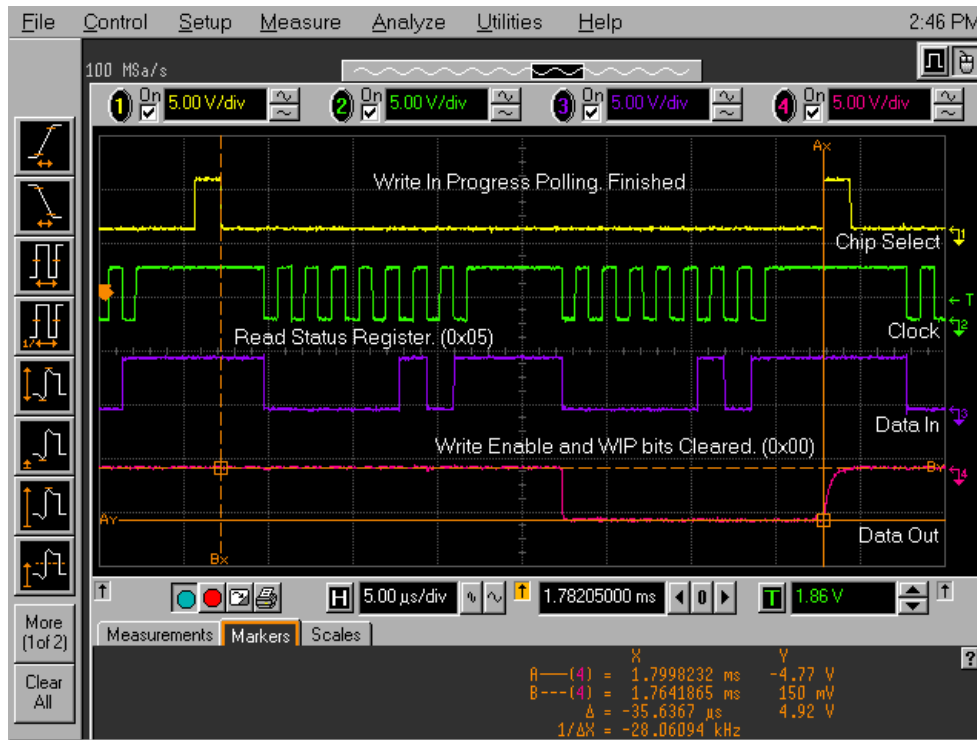 File Control Setup Measure Analyze Utilities Help 2:46 PM
100 MSa/s
1 On 5.00 V/div 2 On 5.00 V/div 3 On 5.00 V/div 4 On 5.00 V/div
Ax
Write In Progress Polling. Finished
1
Chip Select
T
Clock
2
Read Status Register. (0x05)
3
Data In
Write Enable and WIP bits Cleared. (0x00)
By
4
Ay
Data Out
Bx
H 5.00 µs/div 1.78205000 ms 0 T 1.86 V
More
(1of 2)
Clear
All
Measurements Markers Scales
?
X Y
A---(4) = 1.7998232 ms -4.77 V
B---(4) = 1.7641865 ms 150 mV
Δ = -35.6367 µs 4.92 V
1/ΔX = -28.06094 kHz